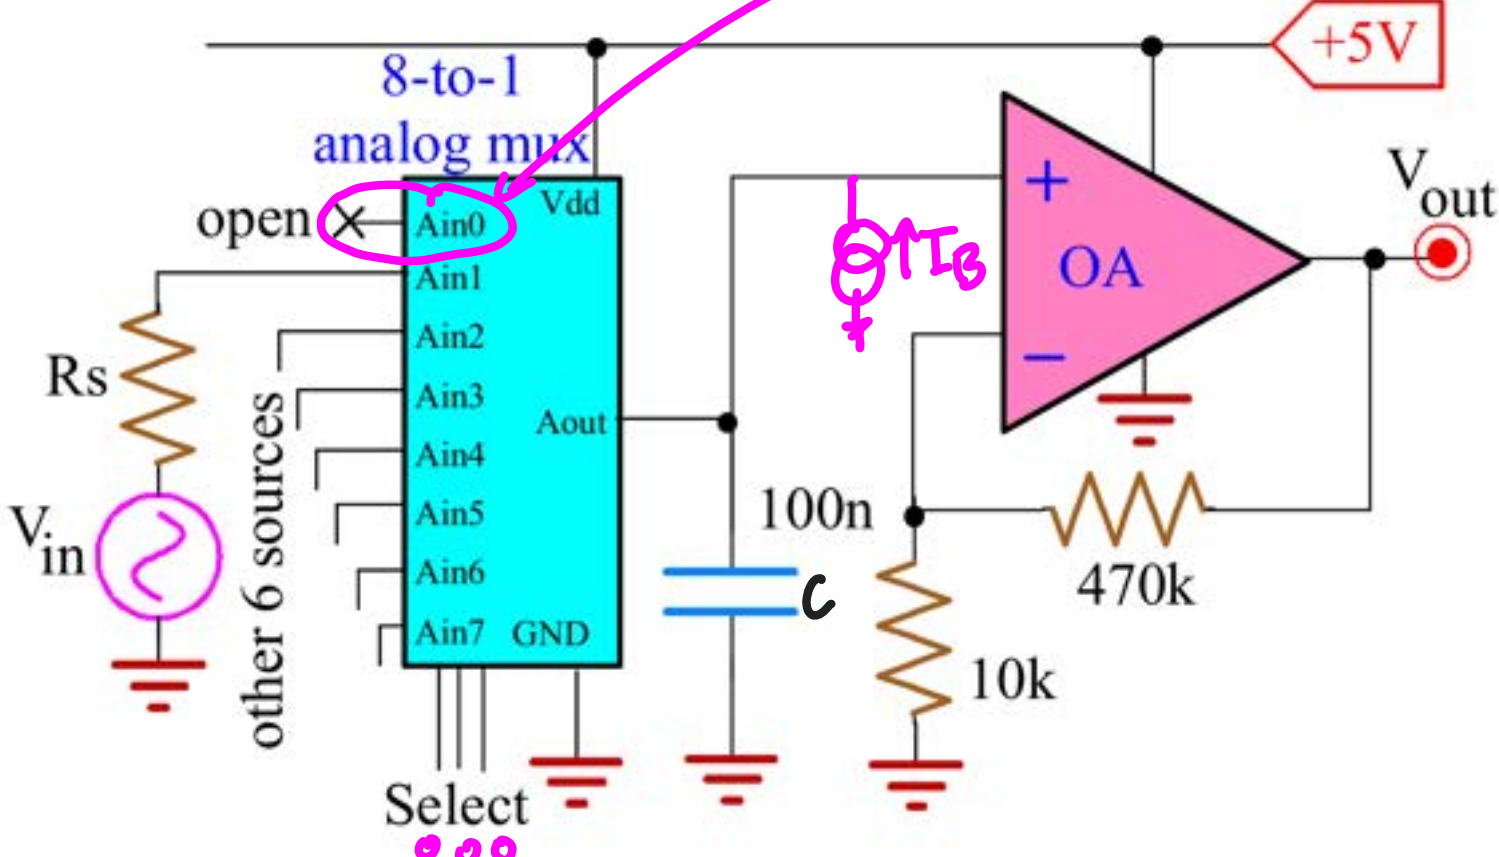 +5V
8-to-1
analog mux
Vout
open
Ain0
Vdd
+
IB
OA
Ain1
Ain2
−
Rs
Ain3
Aout
Ain4
other 6 sources
Vin
Ain5
100n
Ain6
470k
C
Ain7
GND
10k
Select